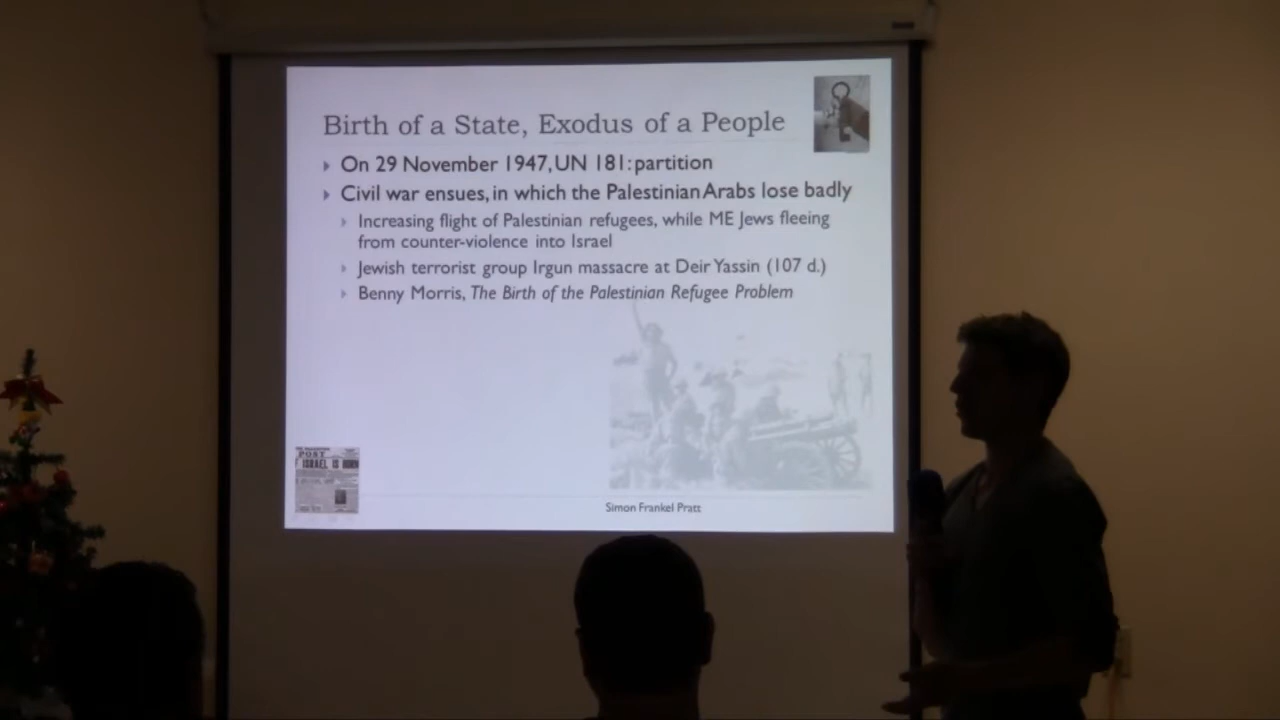 Birth of a State, Exodus of a People
On 29 November 1947, UN 181: partition
Civil war ensues, in which the Palestinian Arabs lose badly
Increasing flight of Palestinian refugees, while ME Jews fleeing
from counter-violence into Israel
Jewish terrorist group Irgun massacre at Deir Yassin (107 d.)
Benny Morris, The Birth of the Palestinian Refugee Problem
POST
ISRAEL IS BORN
Simon Frankel Pratt